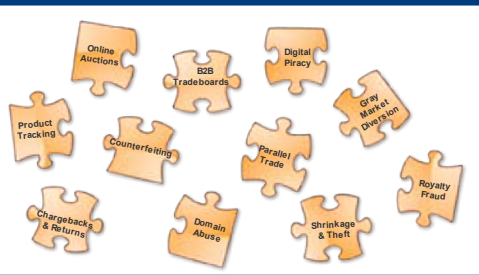 Online
Auctions
B2B
Tradeboards
Digital
Piracy
Gray
Market
Diversion
Product
Tracking
Counterfeiting
Parallel
Trade
Royalty
Fraud
Chargebacks
& Returns
Domain
Abuse
Shrinkage
& Theft